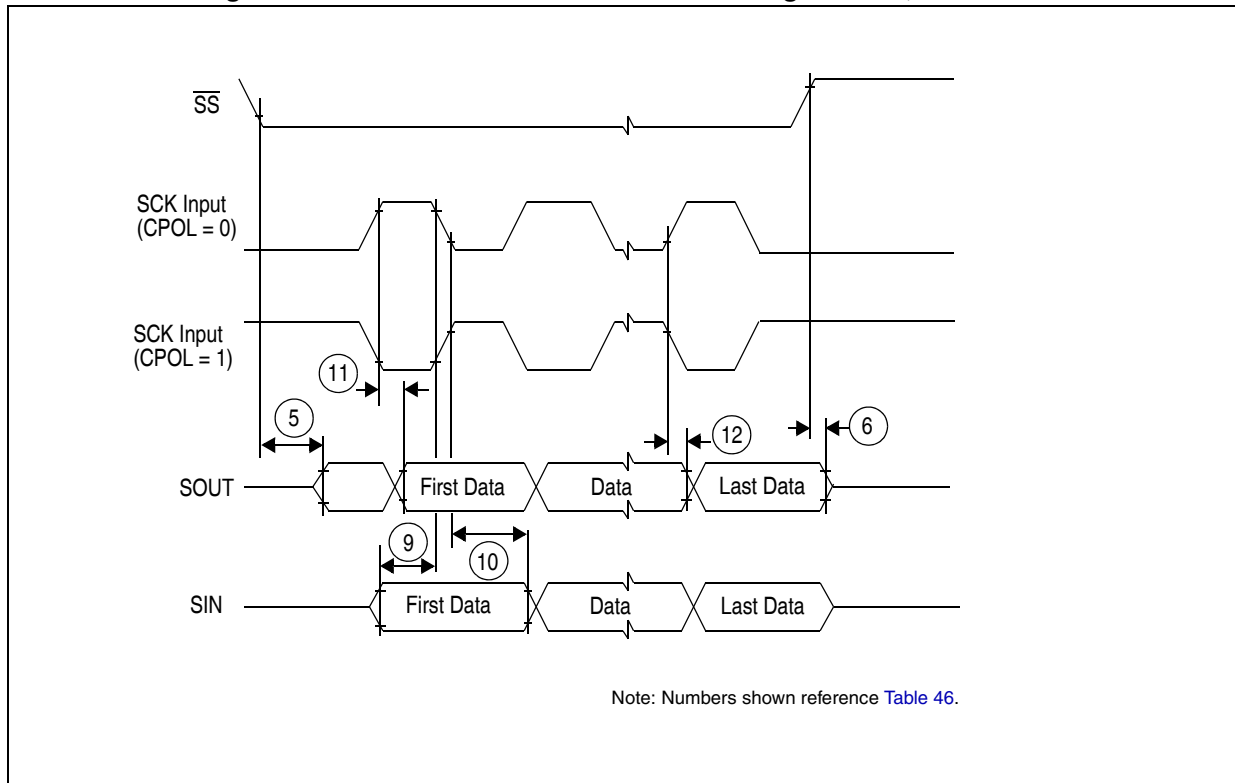 SS
SCK Input
(CPOL = 0)
SCK Input
(CPOL = 1)
11
5
12
6
SOUT
First Data
Data
Last Data
9
10
SIN
First Data
Data
Last Data
Note: Numbers shown reference Table 46.